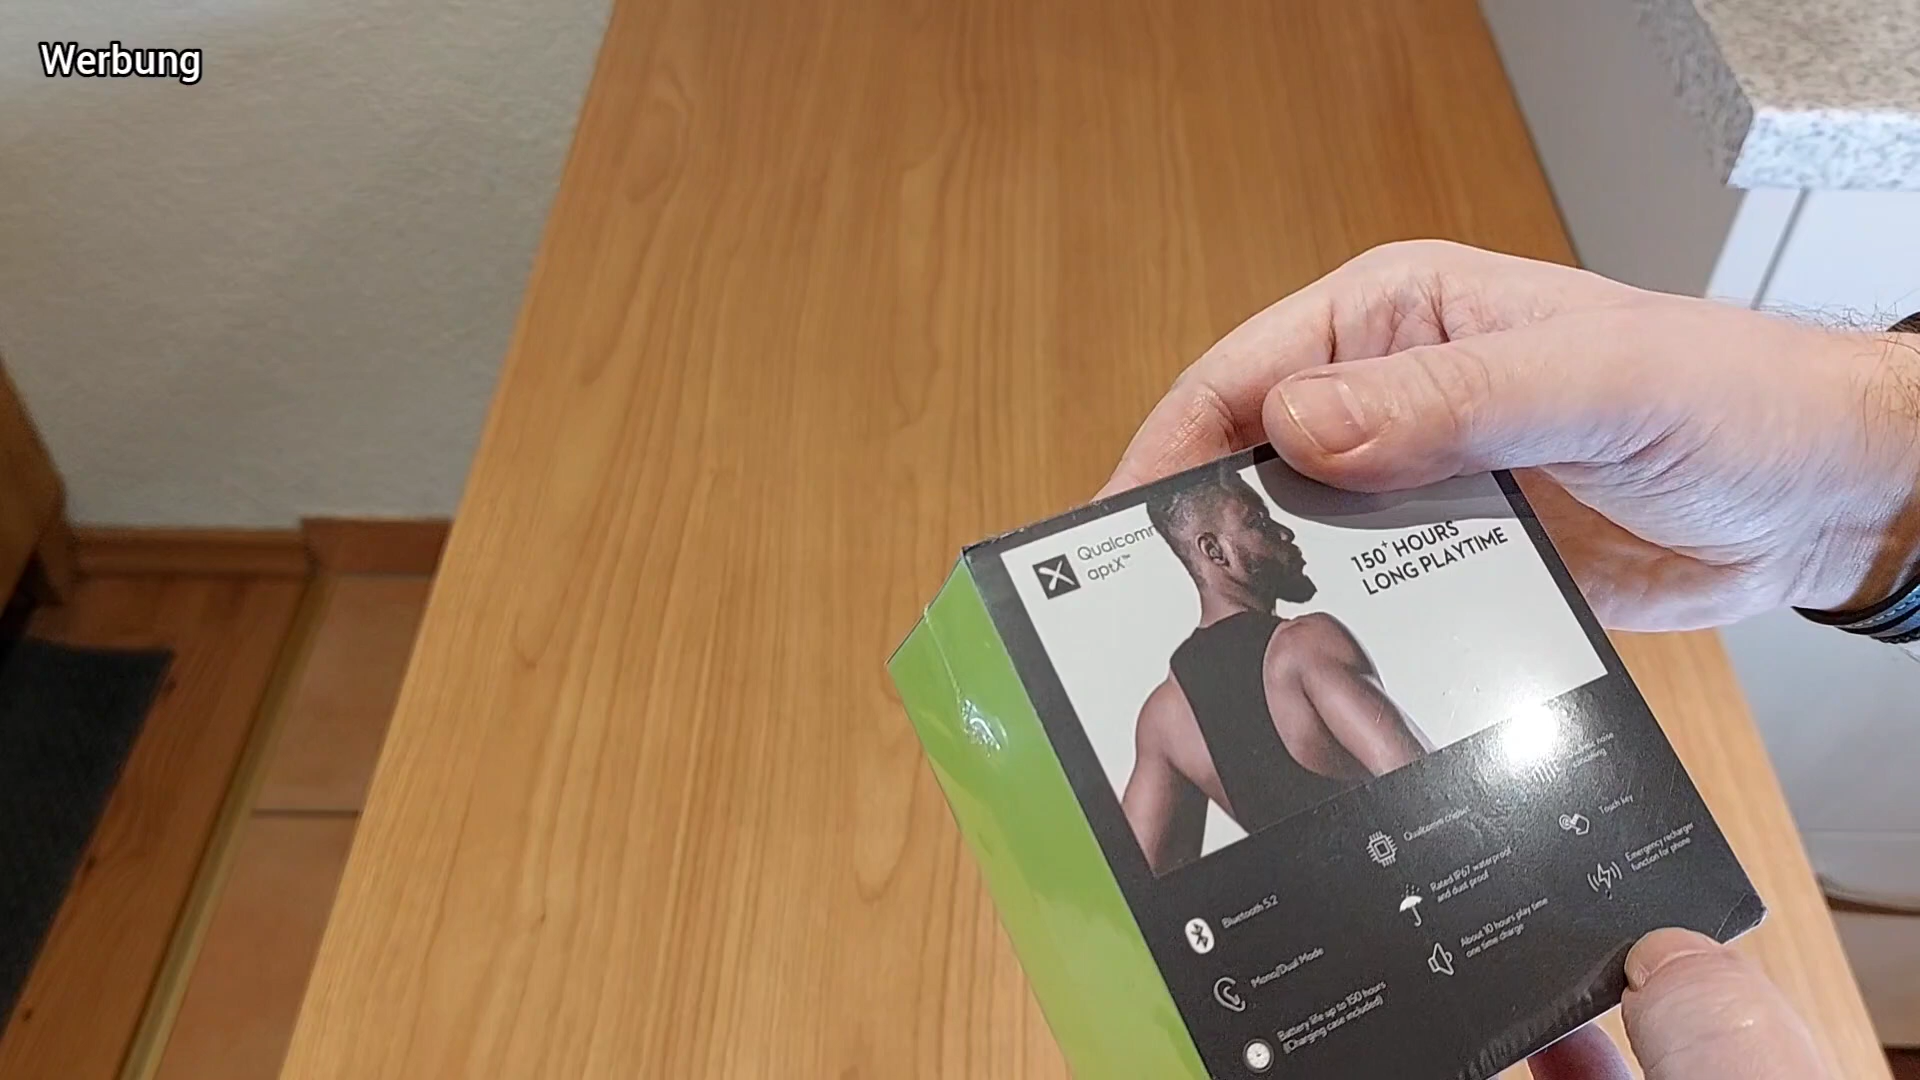 Werbung
Qualcomm
aptX™
150⁺ HOURS
LONG PLAYTIME
noise
cancelling
Qualcomm chipset
Touch key
Rated IP67 waterproof
and dust proof
Emergency recharger
function for phone
Bluetooth 5.2
About 10 hours play time
one time charge
Mono/Dual Mode
Battery life up to 150 hours
(Charging case included)